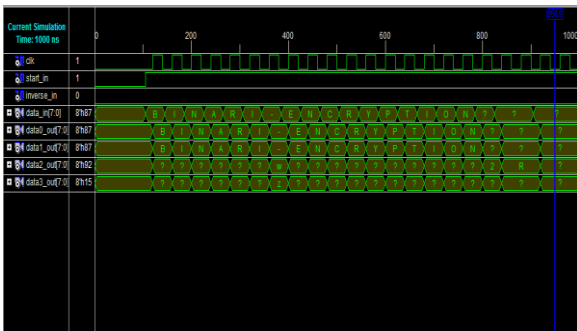 Current Simulation
Time: 1000 ns
0 200 400 600 800 1000
clk 1
start_in 1
inverse_in 0
data_in[7:0] 8'h87 B I N A R I - E N C R Y P T I O N ? ? ?
data0_out[7:0] 8'h87 B I N A R I - E N C R Y P T I O N ? ? ?
data1_out[7:0] 8'h87 B I N A R I - E N C R Y P T I O N ? ? ?
data2_out[7:0] 8'h92 ? ? ? ? ? w ? ? ? ? ? ? ? ? ? ? 2 R ?
data3_out[7:0] 8'h15 ? ? ? ? ? z ? ? ? ? ? ? ? ? ? ? ? ? ?